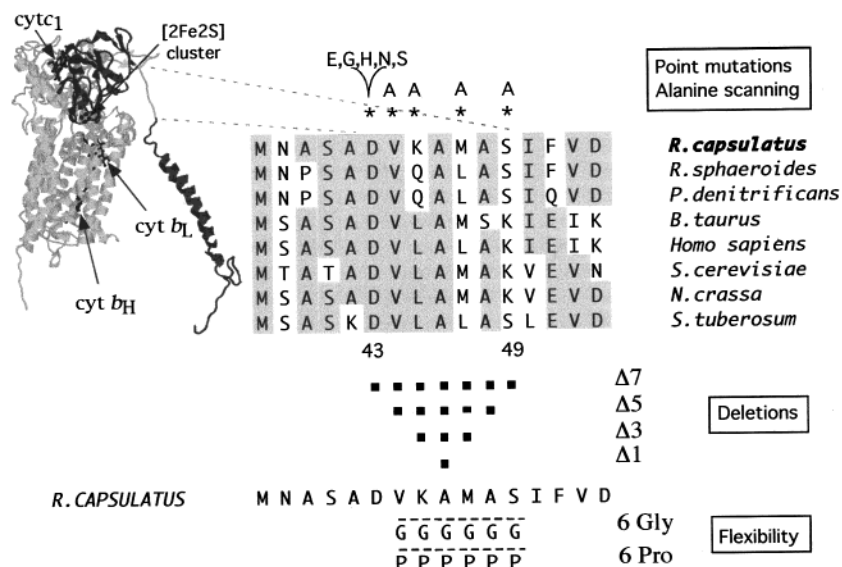 cytc1
[2Fe2S]
cluster
cyt bL
cyt bH
E,G,H,N,S
A A A A
* * * * *
Point mutations
Alanine scanning
M N A S A D V K A M A S I F V D R.capsulatus
M N P S A D V Q A L A S I F V D R.sphaeroides
M N P S A D V Q A L A S I Q V D P.denitrificans
M S A S A D V L A M S K I E I K B.taurus
M S A S A D V L A L A K I E I K Homo sapiens
M T A T A D V L A M A K V E V N S.cerevisiae
M S A S A D V L A M A K V E V D N.crassa
M S A S K D V L A L A S L E V D S.tuberosum
43 49
Δ7
Δ5
Δ3
Δ1
Deletions
R.CAPSULATUS M N A S A D V K A M A S I F V D
G G G G G G 6 Gly
P P P P P P 6 Pro
Flexibility